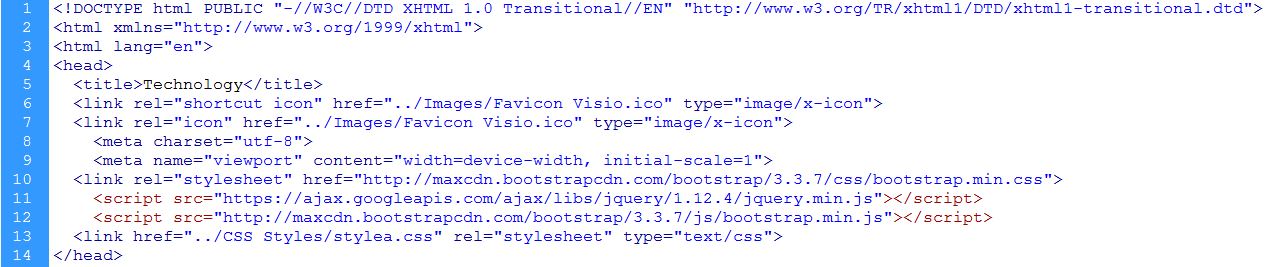 1 <!DOCTYPE html PUBLIC "-//W3C//DTD XHTML 1.0 Transitional//EN" "http://www.w3.org/TR/xhtml1/DTD/xhtml1-transitional.dtd">
2 <html xmlns="http://www.w3.org/1999/xhtml">
3 <html lang="en">
4 <head>
5   <title>Technology</title>
6   <link rel="shortcut icon" href="../Images/Favicon Visio.ico" type="image/x-icon">
7   <link rel="icon" href="../Images/Favicon Visio.ico" type="image/x-icon">
8     <meta charset="utf-8">
9     <meta name="viewport" content="width=device-width, initial-scale=1">
10   <link rel="stylesheet" href="http://maxcdn.bootstrapcdn.com/bootstrap/3.3.7/css/bootstrap.min.css">
11     <script src="https://ajax.googleapis.com/ajax/libs/jquery/1.12.4/jquery.min.js"></script>
12     <script src="http://maxcdn.bootstrapcdn.com/bootstrap/3.3.7/js/bootstrap.min.js"></script>
13   <link href="../CSS Styles/stylea.css" rel="stylesheet" type="text/css">
14 </head>